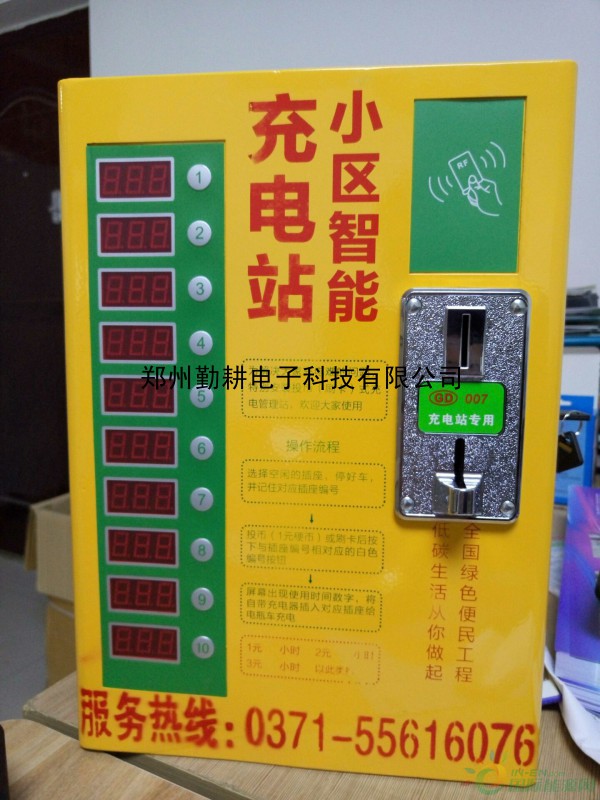 小区智能
充电站
RF
1
2
3
4
5
6
7
8
9
10
GD 007
充电站专用
郑州勤耕电子科技有限公司
电管理站，欢迎大家使用
操作流程
选择空闲的插座，停好车，
并记住对应插座编号
投币（1元硬币）或刷卡后按
下与插座编号相对应的白色
编号按钮
屏幕出现使用时间数字，将
自带充电器插入对应插座给
电瓶车充电
1元 小时 2元 小时
3元 小时 以此类
全国绿色便民工程
低碳生活从你做起
服务热线：0371-55616076
IN-EN
国际能源网